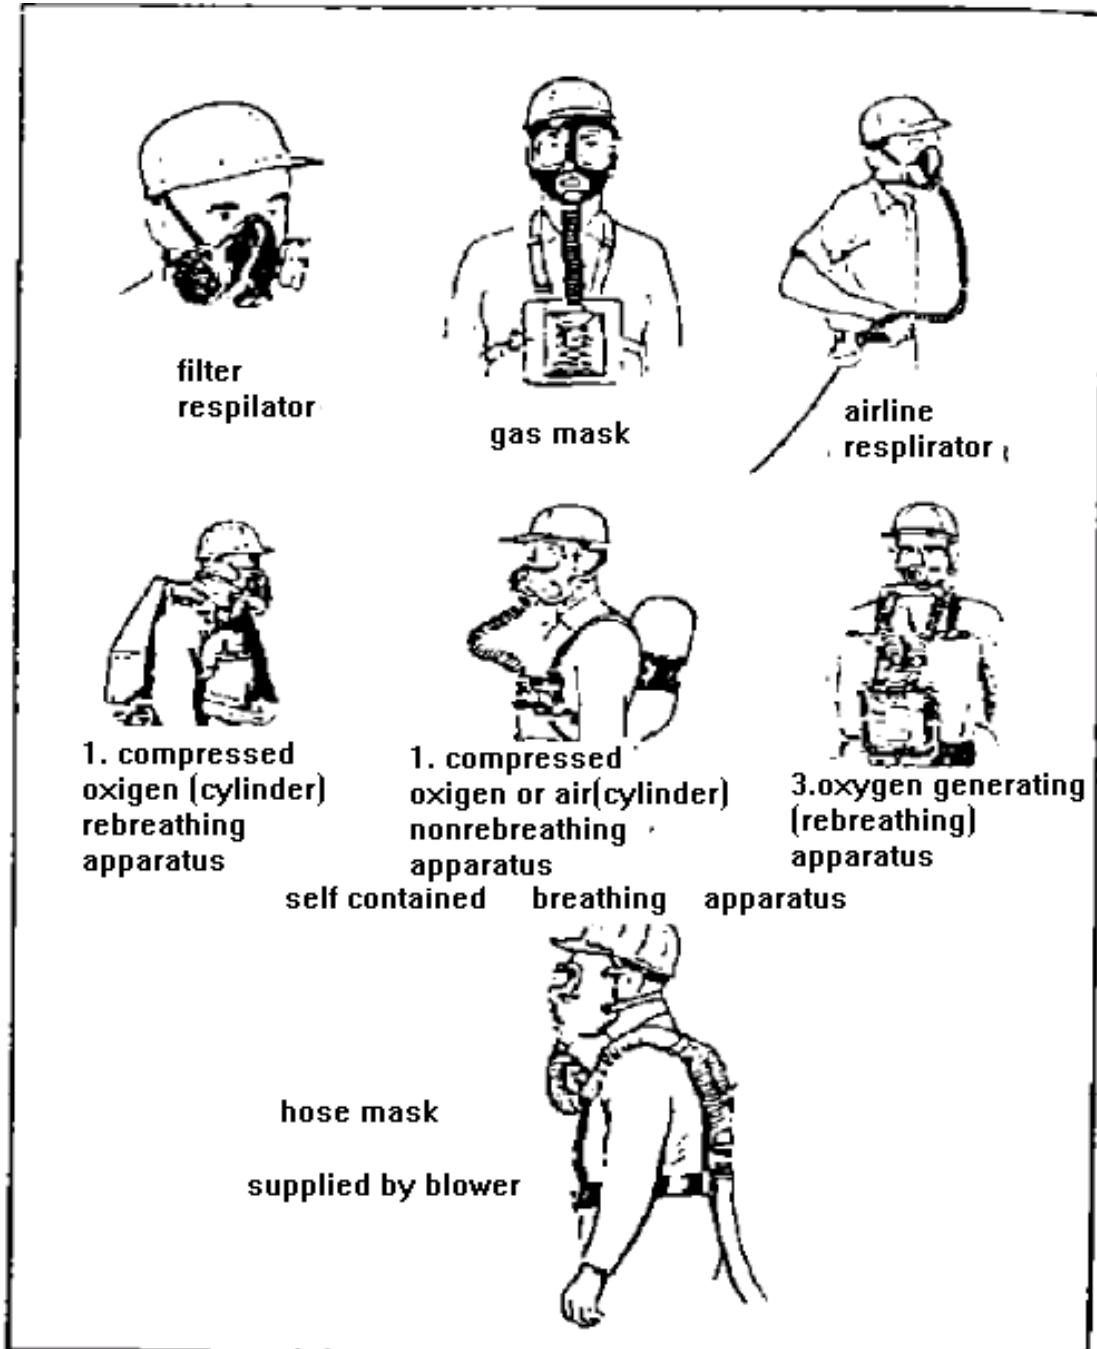 filter
respilator
gas mask
airline
resplirator
1. compressed
oxigen (cylinder)
rebreathing
apparatus
1. compressed
oxigen or air(cylinder)
nonrebreathing
apparatus
3.oxygen generating
(rebreathing)
apparatus
self contained breathing apparatus
hose mask
supplied by blower